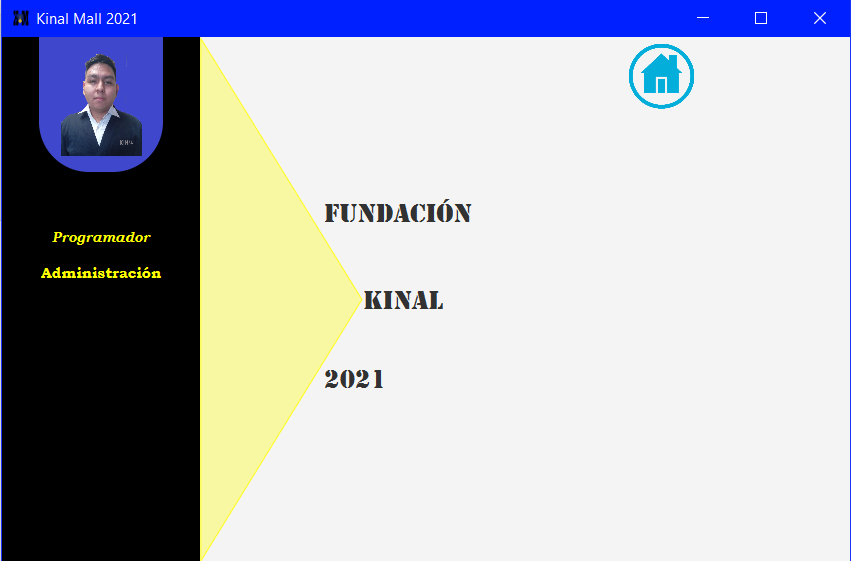 Kinal Mall 2021
Programador
Administración
FUNDACIÓN
KINAL
2021